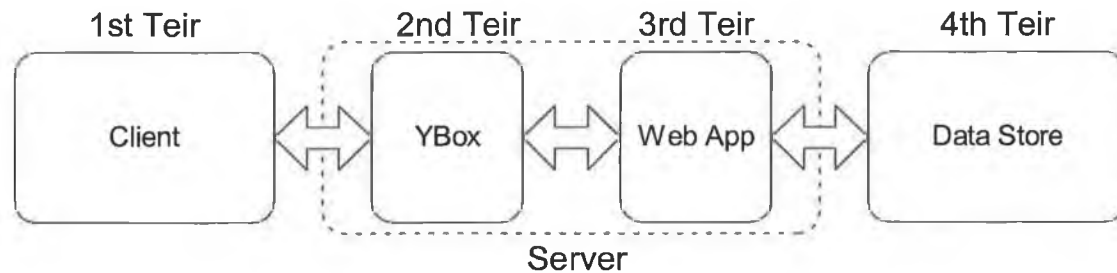 1st Teir
2nd Teir
3rd Teir
4th Teir
Client
YBox
Web App
Data Store
Server